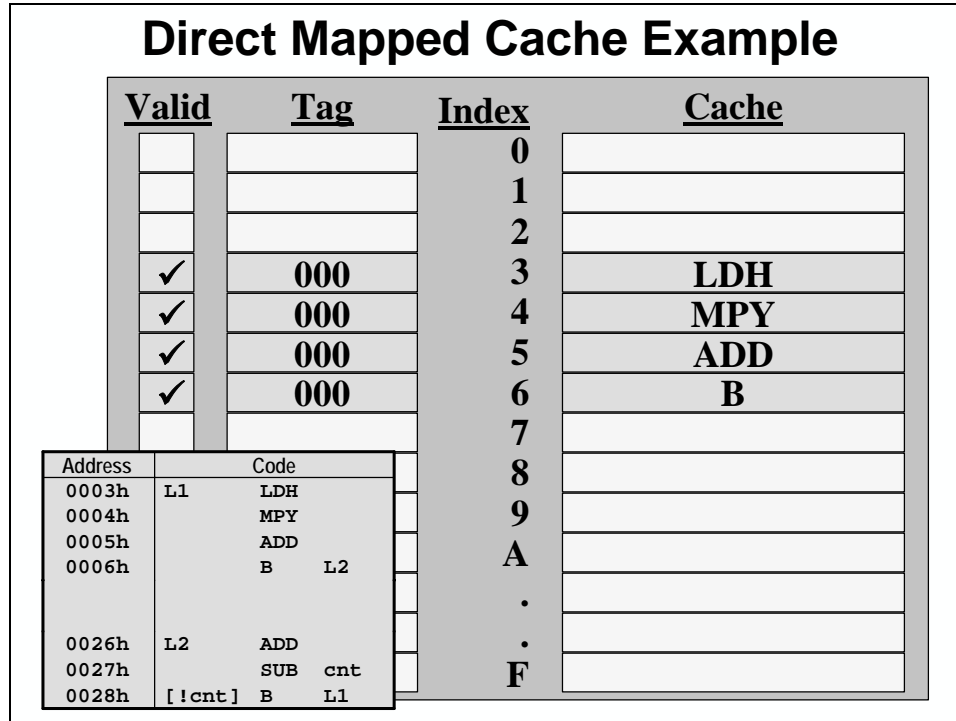 Direct Mapped Cache Example
Valid Tag Index Cache
0
1
2
✓ 000 3 LDH
✓ 000 4 MPY
✓ 000 5 ADD
✓ 000 6 B
7
8
9
A
.
.
F
Address Code
0003h L1 LDH
0004h MPY
0005h ADD
0006h B L2
0026h L2 ADD
0027h SUB cnt
0028h [!cnt] B L1